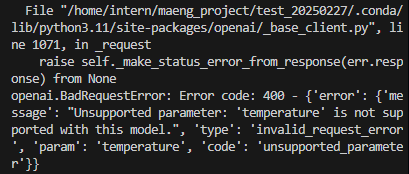 File "/home/intern/maeng_project/test_20250227/.conda/
lib/python3.11/site-packages/openai/_base_client.py", li
ne 1071, in _request
raise self._make_status_error_from_response(err.resp
onse) from None
openai.BadRequestError: Error code: 400 - {'error': {'me
ssage': "Unsupported parameter: 'temperature' is not sup
ported with this model.", 'type': 'invalid_request_error
', 'param': 'temperature', 'code': 'unsupported_paramete
r'}}